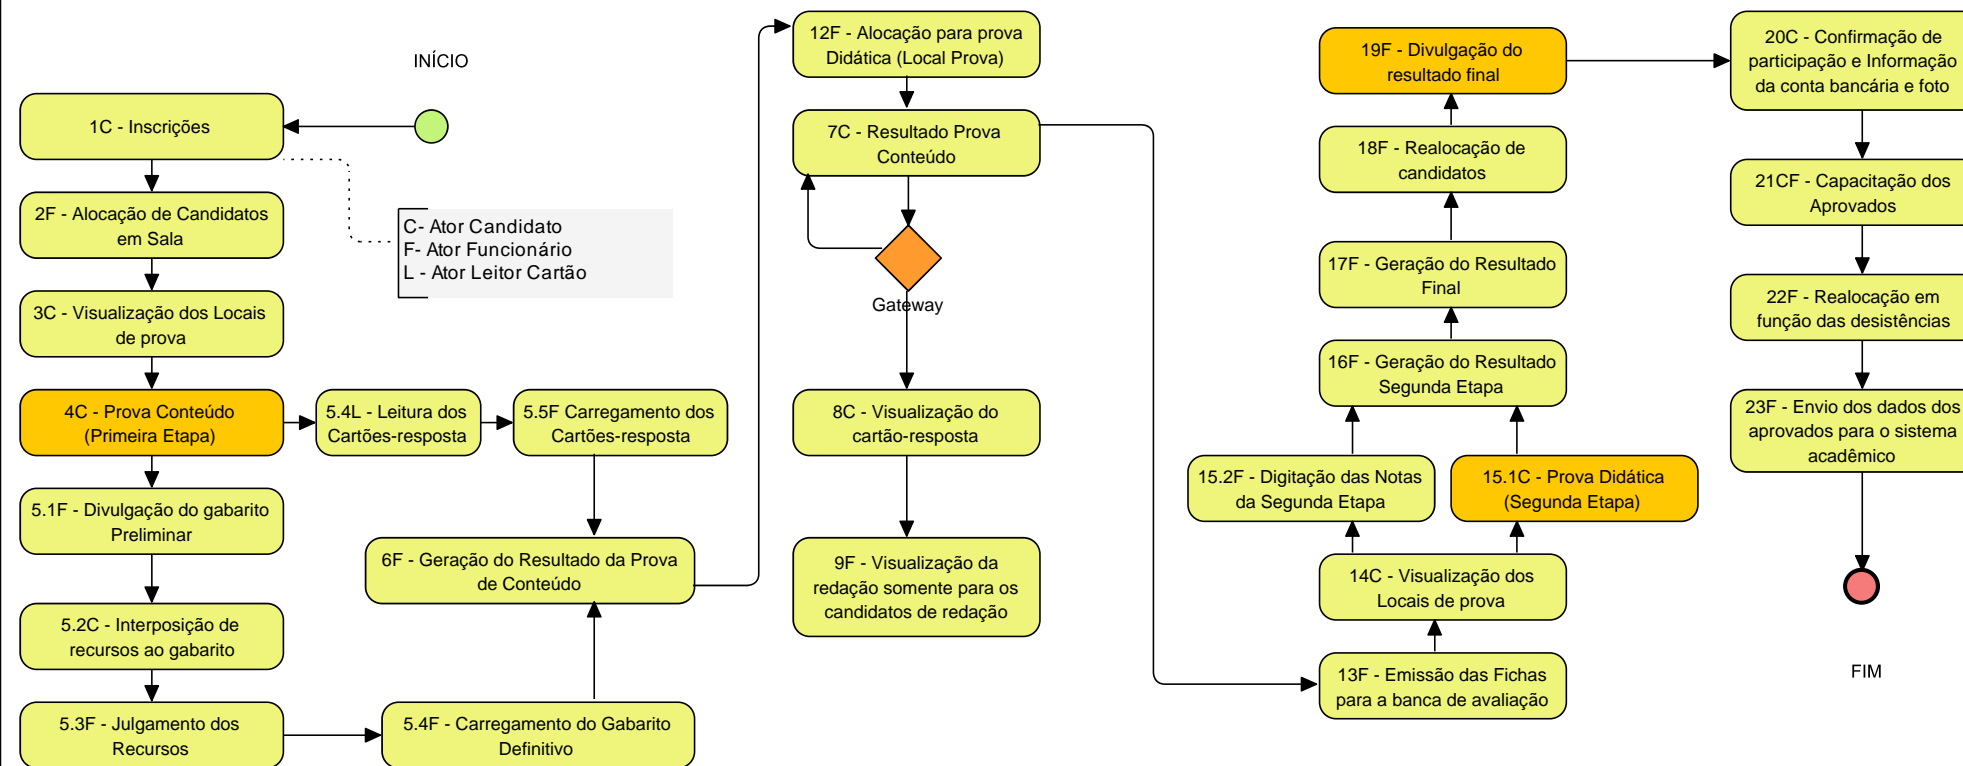 INÍCIO
1C - Inscrições
2F - Alocação de Candidatos
em Sala
C- Ator Candidato
F- Ator Funcionário
L - Ator Leitor Cartão
3C - Visualização dos Locais
de prova
4C - Prova Conteúdo
(Primeira Etapa)
5.4L - Leitura dos
Cartões-resposta
5.5F Carregamento dos
Cartões-resposta
5.1F - Divulgação do gabarito
Preliminar
6F - Geração do Resultado da Prova
de Conteúdo
5.2C - Interposição de
recursos ao gabarito
5.3F - Julgamento dos
Recursos
5.4F - Carregamento do Gabarito
Definitivo
12F - Alocação para prova
Didática (Local Prova)
7C - Resultado Prova
Conteúdo
Gateway
8C - Visualização do
cartão-resposta
9F - Visualização da
redação somente para os
candidatos de redação
19F - Divulgação do
resultado final
18F - Realocação de
candidatos
17F - Geração do Resultado
Final
16F - Geração do Resultado
Segunda Etapa
15.2F - Digitação das Notas
da Segunda Etapa
15.1C - Prova Didática
(Segunda Etapa)
14C - Visualização dos
Locais de prova
13F - Emissão das Fichas
para a banca de avaliação
20C - Confirmação de
participação e Informação
da conta bancária e foto
21CF - Capacitação dos
Aprovados
22F - Realocação em
função das desistências
23F - Envio dos dados dos
aprovados para o sistema
acadêmico
FIM